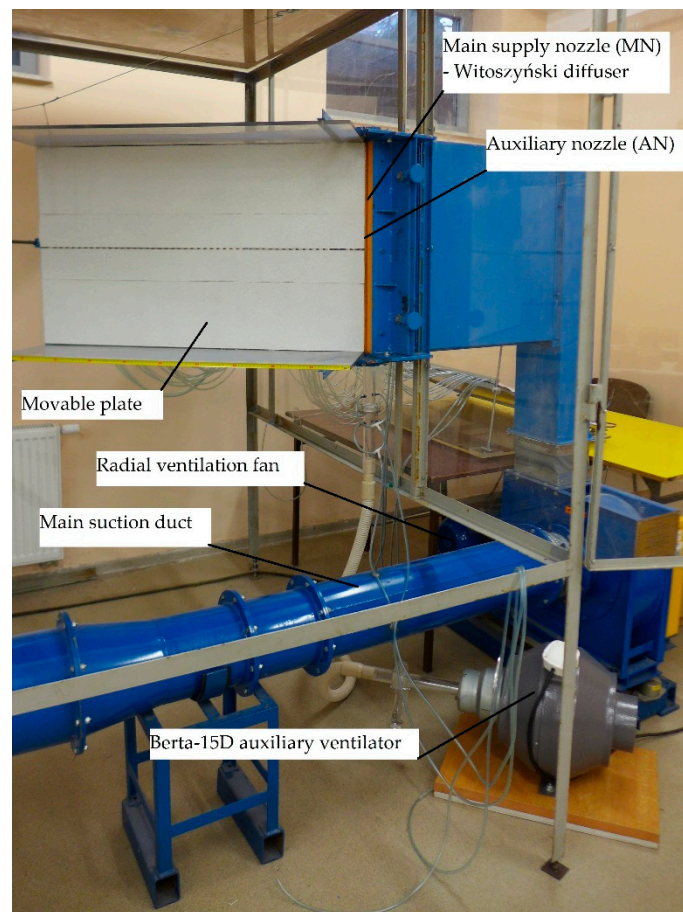 Main supply nozzle (MN)
- Witoszyński diffuser
Auxiliary nozzle (AN)
Movable plate
Radial ventilation fan
Main suction duct
Berta-15D auxiliary ventilator